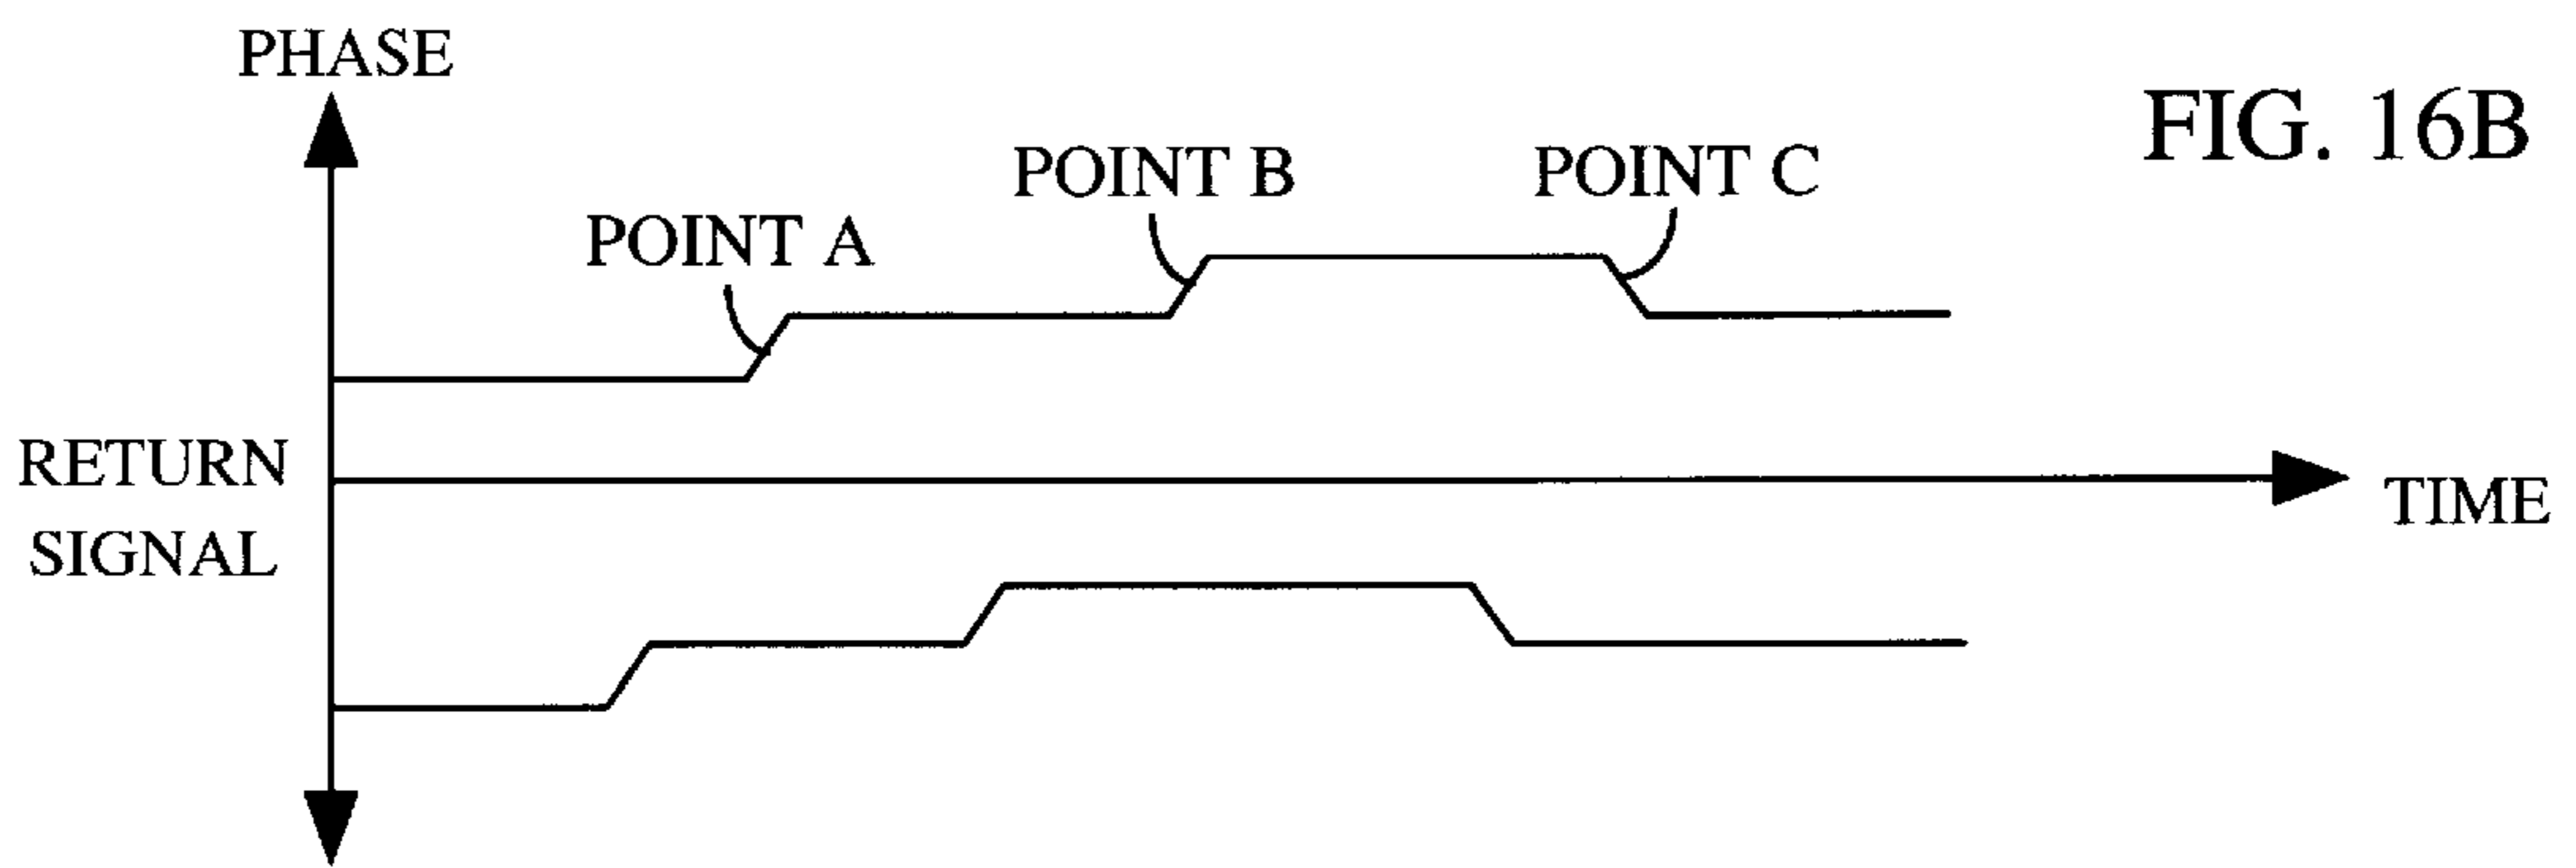 PHASE
FIG. 16B
POINT A
POINT B
POINT C
RETURN
SIGNAL
TIME